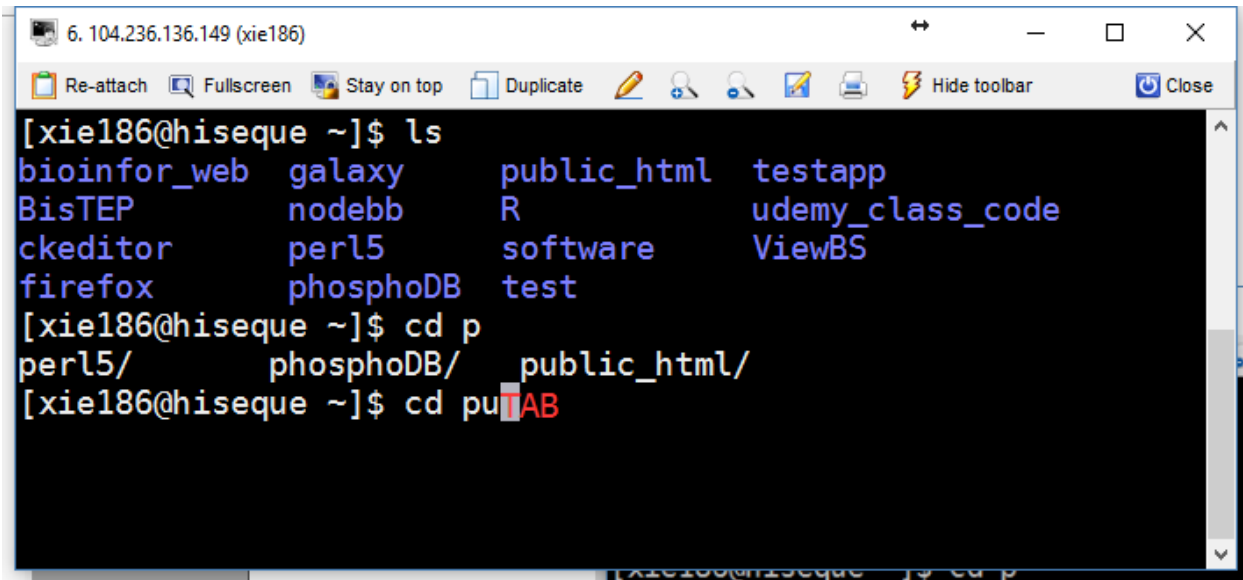 6. 104.236.136.149 (xie186)
Re-attach Fullscreen Stay on top Duplicate Hide toolbar Close
[xie186@hiseque ~]$ ls
bioinfor_web galaxy public_html testapp
BisTEP nodebb R udemy_class_code
ckeditor perl5 software ViewBS
firefox phosphoDB test
[xie186@hiseque ~]$ cd p
perl5/ phosphoDB/ public_html/
[xie186@hiseque ~]$ cd puTAB